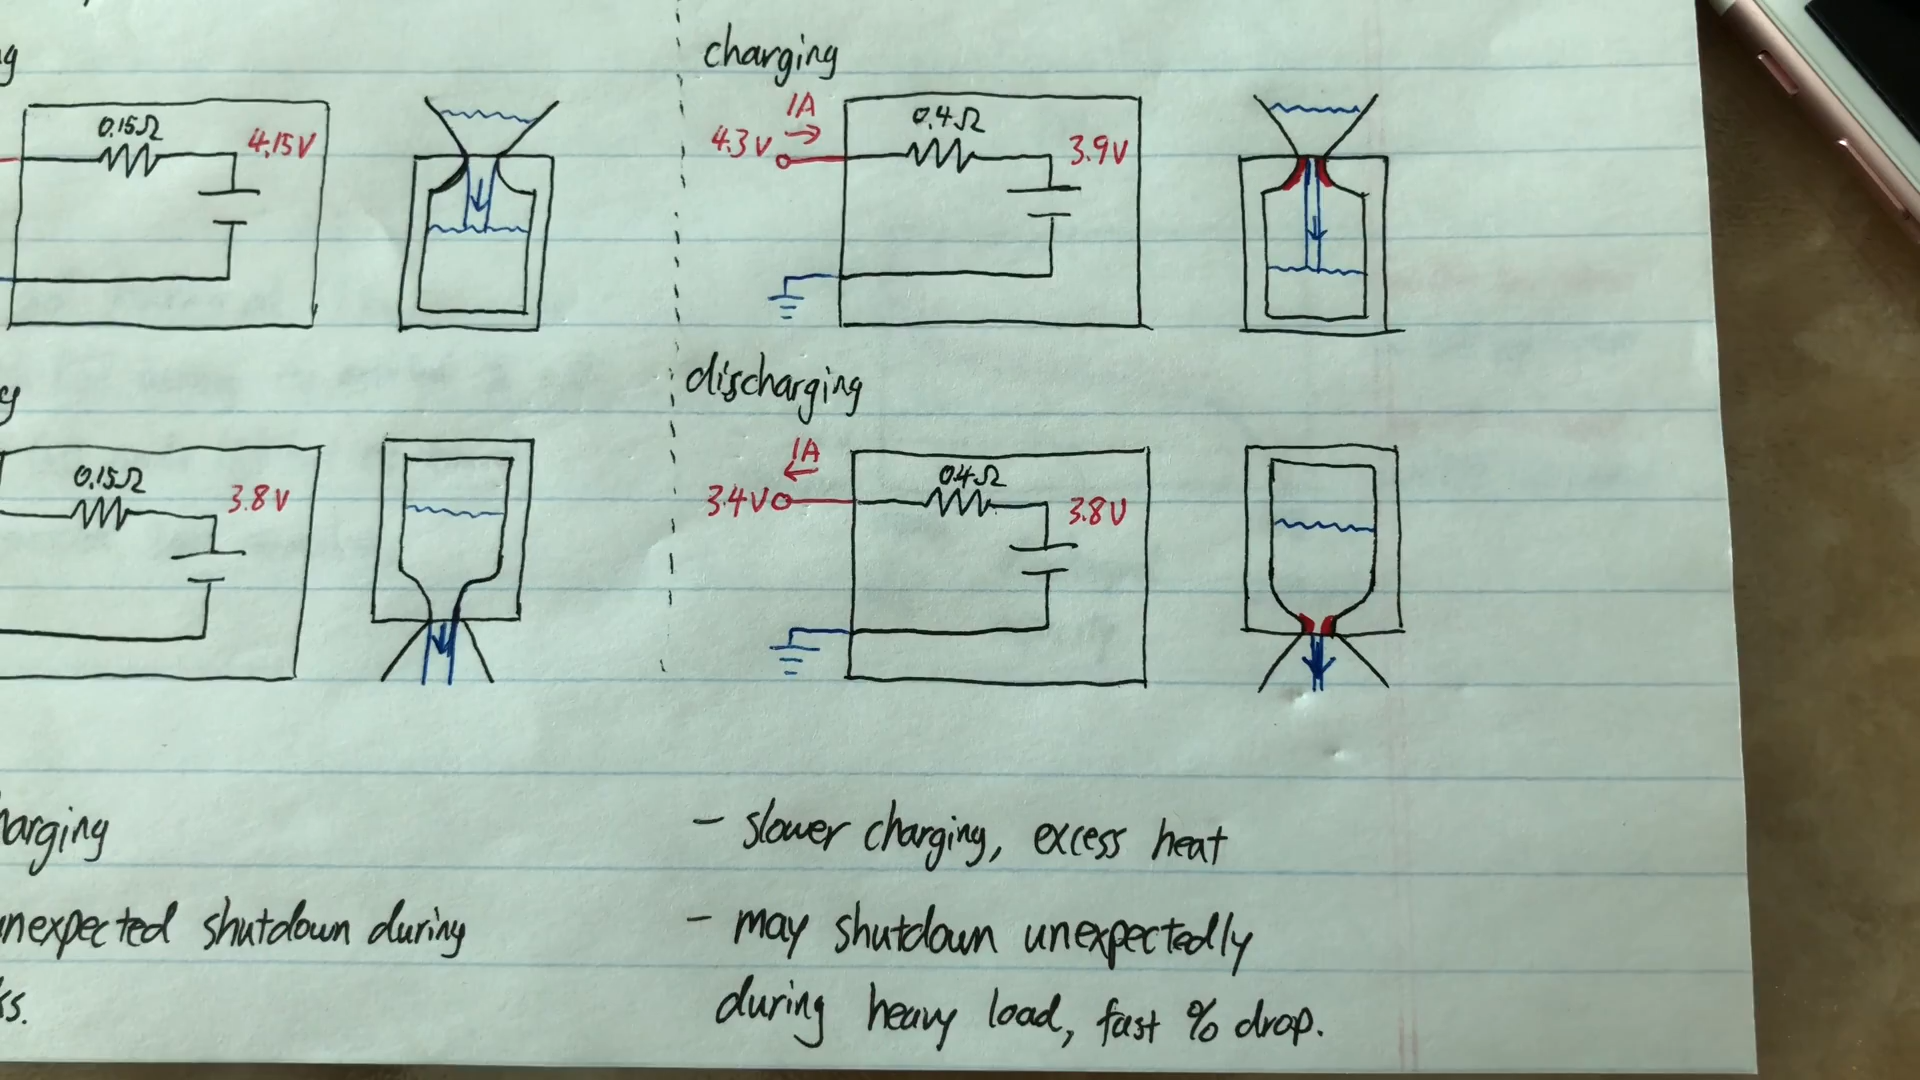 charging
0.15Ω
4.15V
1A
4.3V
0.4Ω
3.9V
discharging
0.15Ω
3.8V
1A
3.4V
0.4Ω
3.8V
harging
- slower charging, excess heat
nexpected shutdown during
- may shutdown unexpectedly
during heavy load, fast % drop.